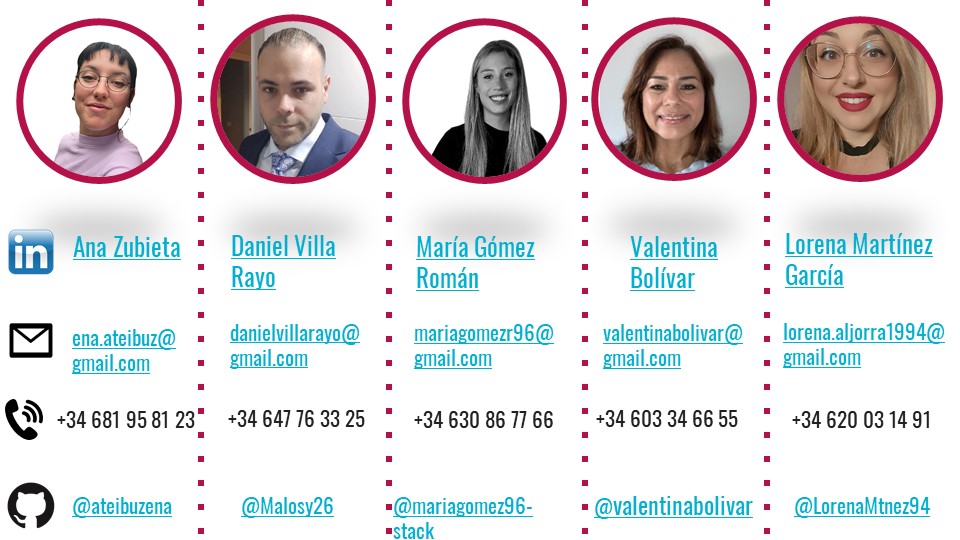 in
Ana Zubieta
Daniel Villa
Rayo
María Gómez
Román
Valentina
Bolívar
Lorena Martínez
García
ena.ateibuz@
gmail.com
danielvillarayo@
gmail.com
mariagomezr96@
gmail.com
valentinabolivar@
gmail.com
lorena.aljorra1994@
gmail.com
+34 681 95 81 23
+34 647 76 33 25
+34 630 86 77 66
+34 603 34 66 55
+34 620 03 14 91
@ateibuzena
@Malosy26
@mariagomez96-
stack
@valentinabolivar
@LorenaMtnez94